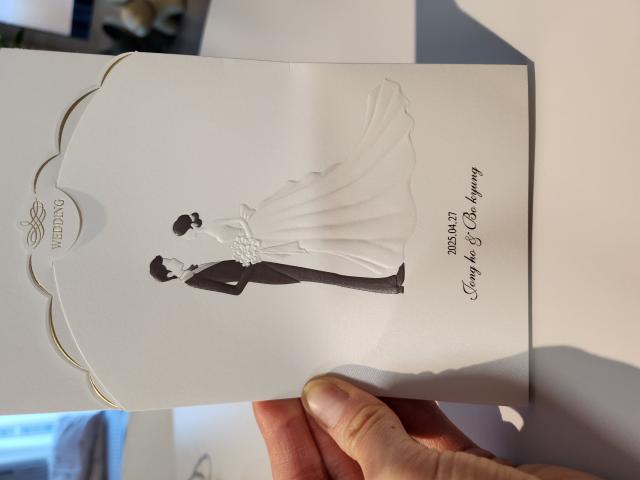 WEDDING
2025.04.27
Jong ho & Bo kyung